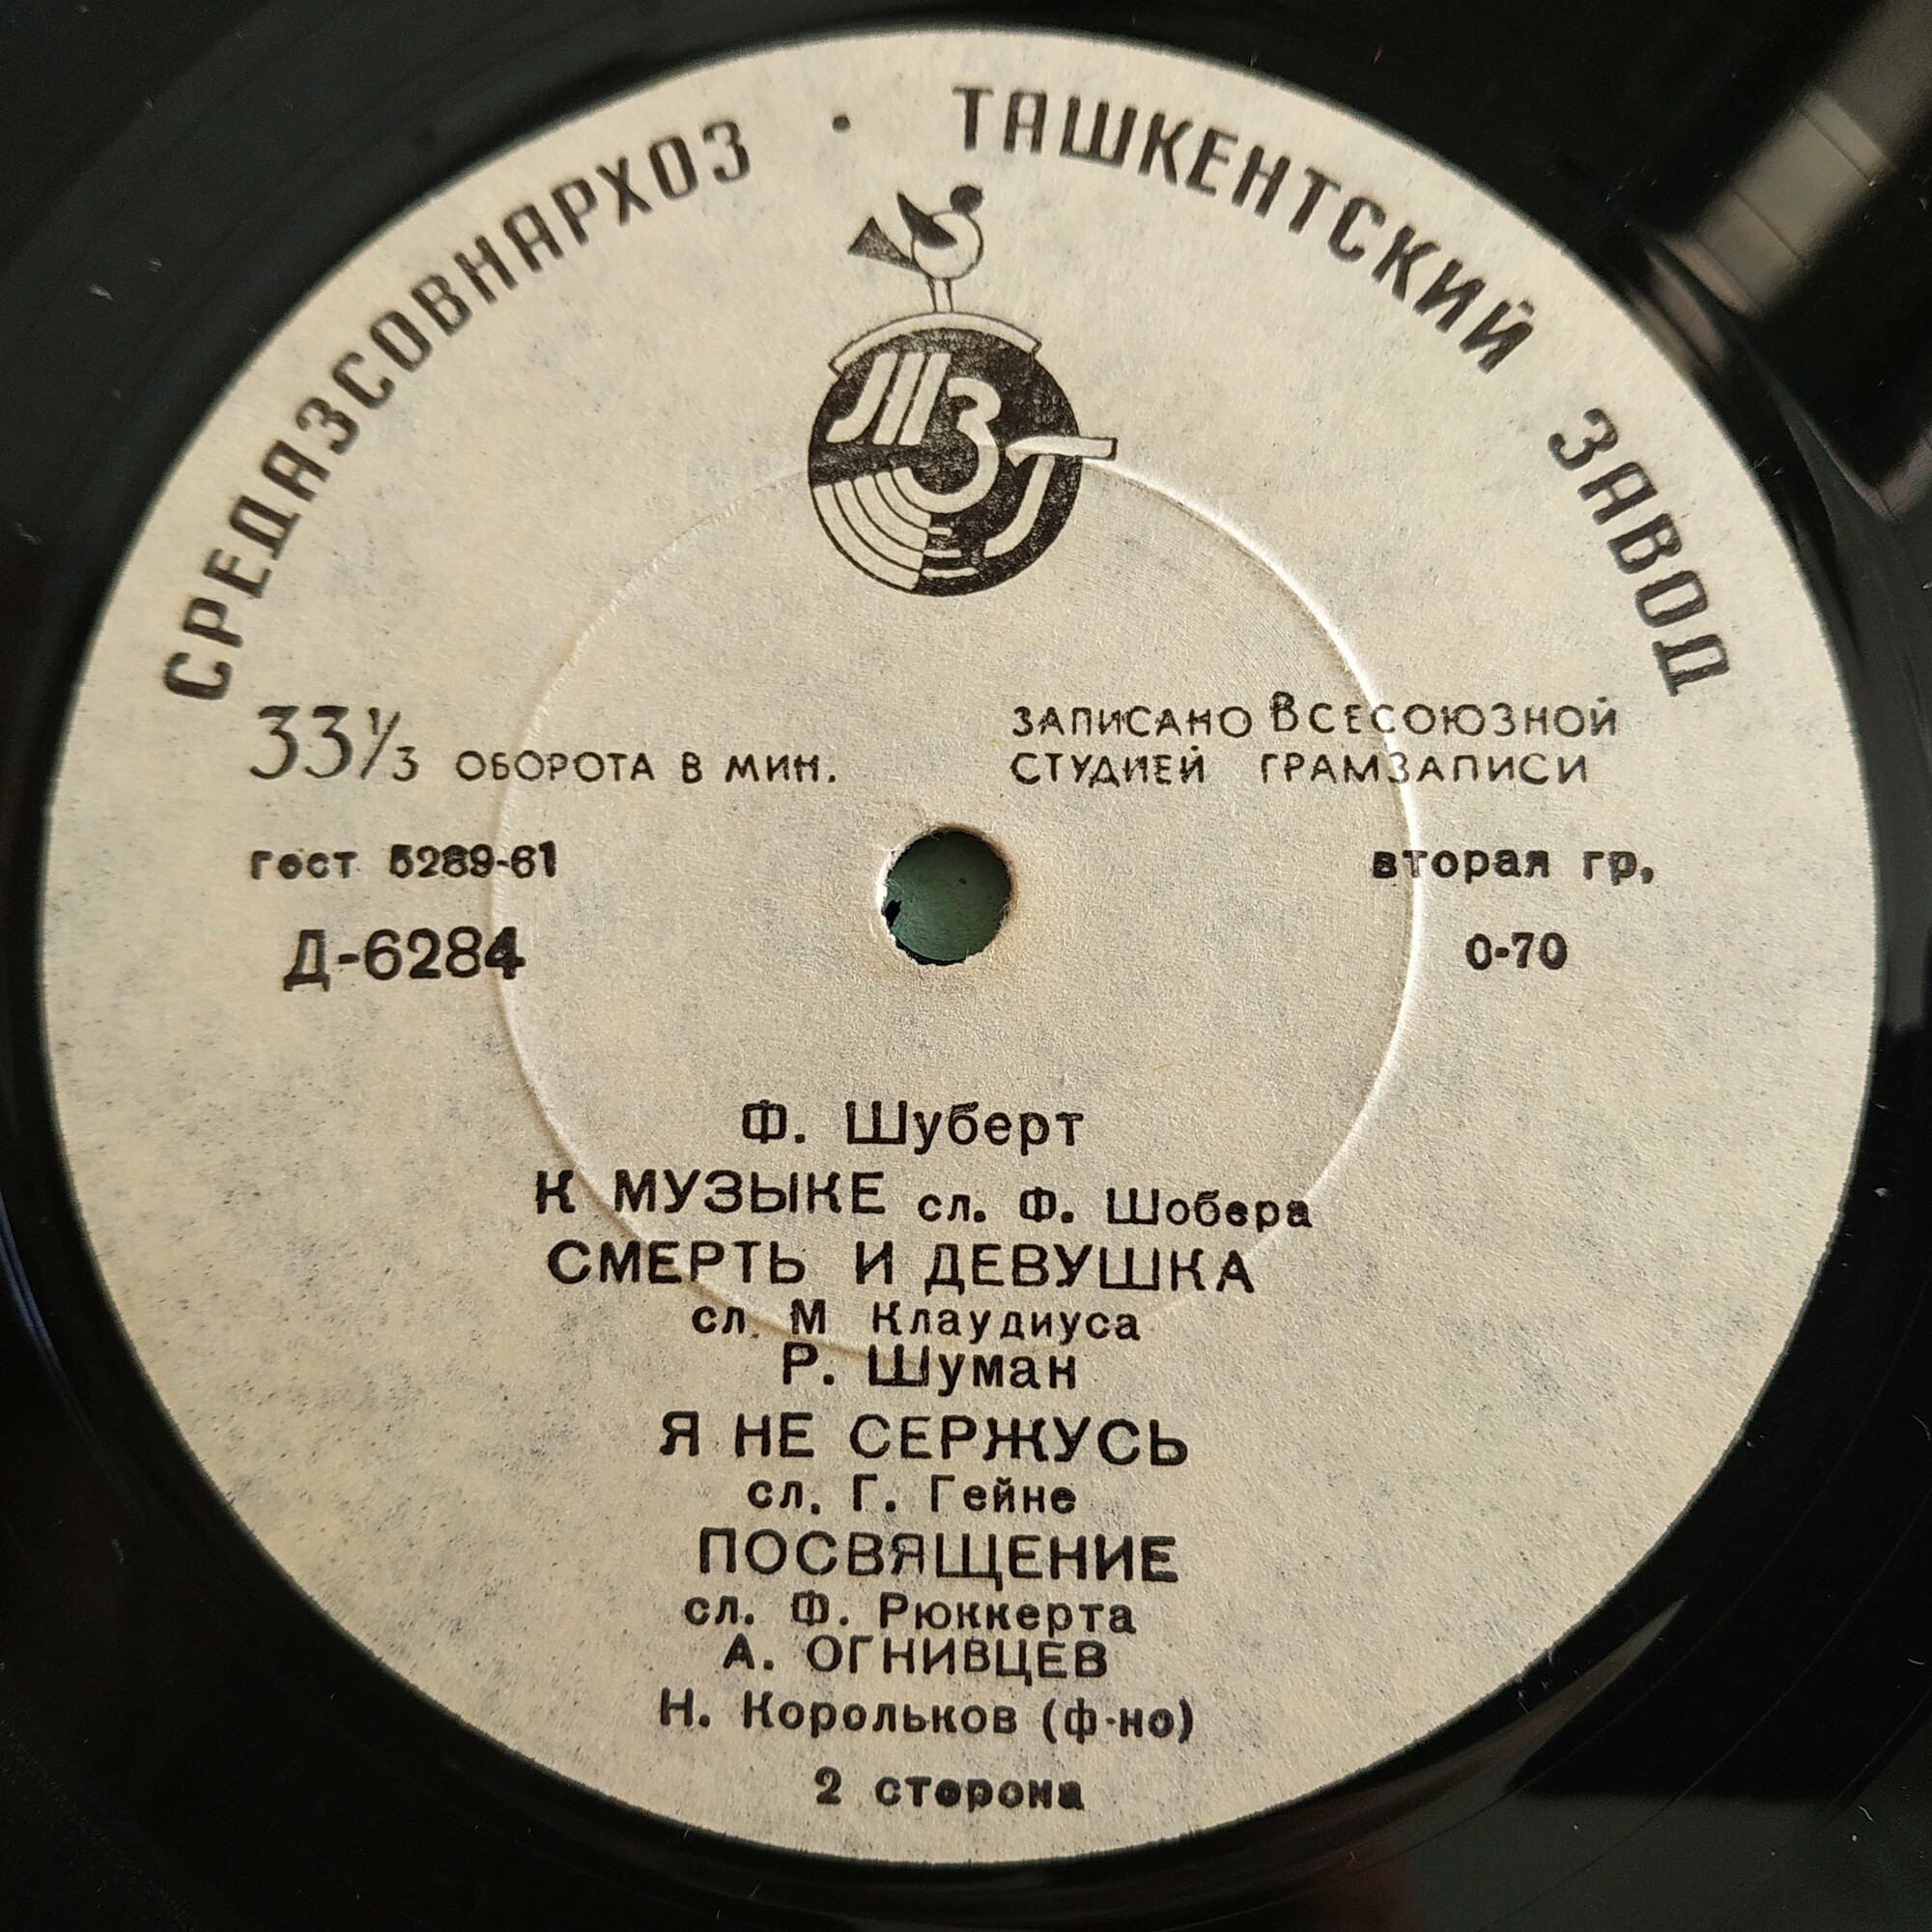 СРЕДАЗСОВНАРХОЗ · ТАШКЕНТСКИЙ ЗАВОД
ТЗ
33⅓ ОБОРОТА В МИН.
ЗАПИСАНО ВСЕСОЮЗНОЙ
СТУДИЕЙ ГРАМЗАПИСИ
гост 5289-61
вторая гр,
Д-6284
0-70
Ф. Шуберт
К МУЗЫКЕ сл. Ф. Шобера
СМЕРТЬ И ДЕВУШКА
сл. М Клаудиуса
Р. Шуман
Я НЕ СЕРЖУСЬ
сл. Г. Гейне
ПОСВЯЩЕНИЕ
сл. Ф. Рюккерта
А. ОГНИВЦЕВ
Н. Корольков (ф-но)
2 сторона